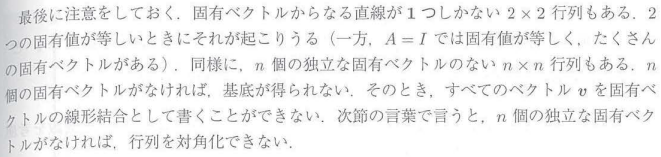 最後に注意をしておく．固有ベクトルからなる直線が 1 つしかない 2 × 2 行列もある．2
つの固有値が等しいときにそれが起こりうる（一方，A = I では固有値が等しく，たくさん
の固有ベクトルがある）．同様に，n 個の独立な固有ベクトルのない n × n 行列もある．n
個の固有ベクトルがなければ，基底が得られない．そのとき，すべてのベクトル v を固有ベ
クトルの線形結合として書くことができない．次節の言葉で言うと，n 個の独立な固有ベク
トルがなければ，行列を対角化できない．